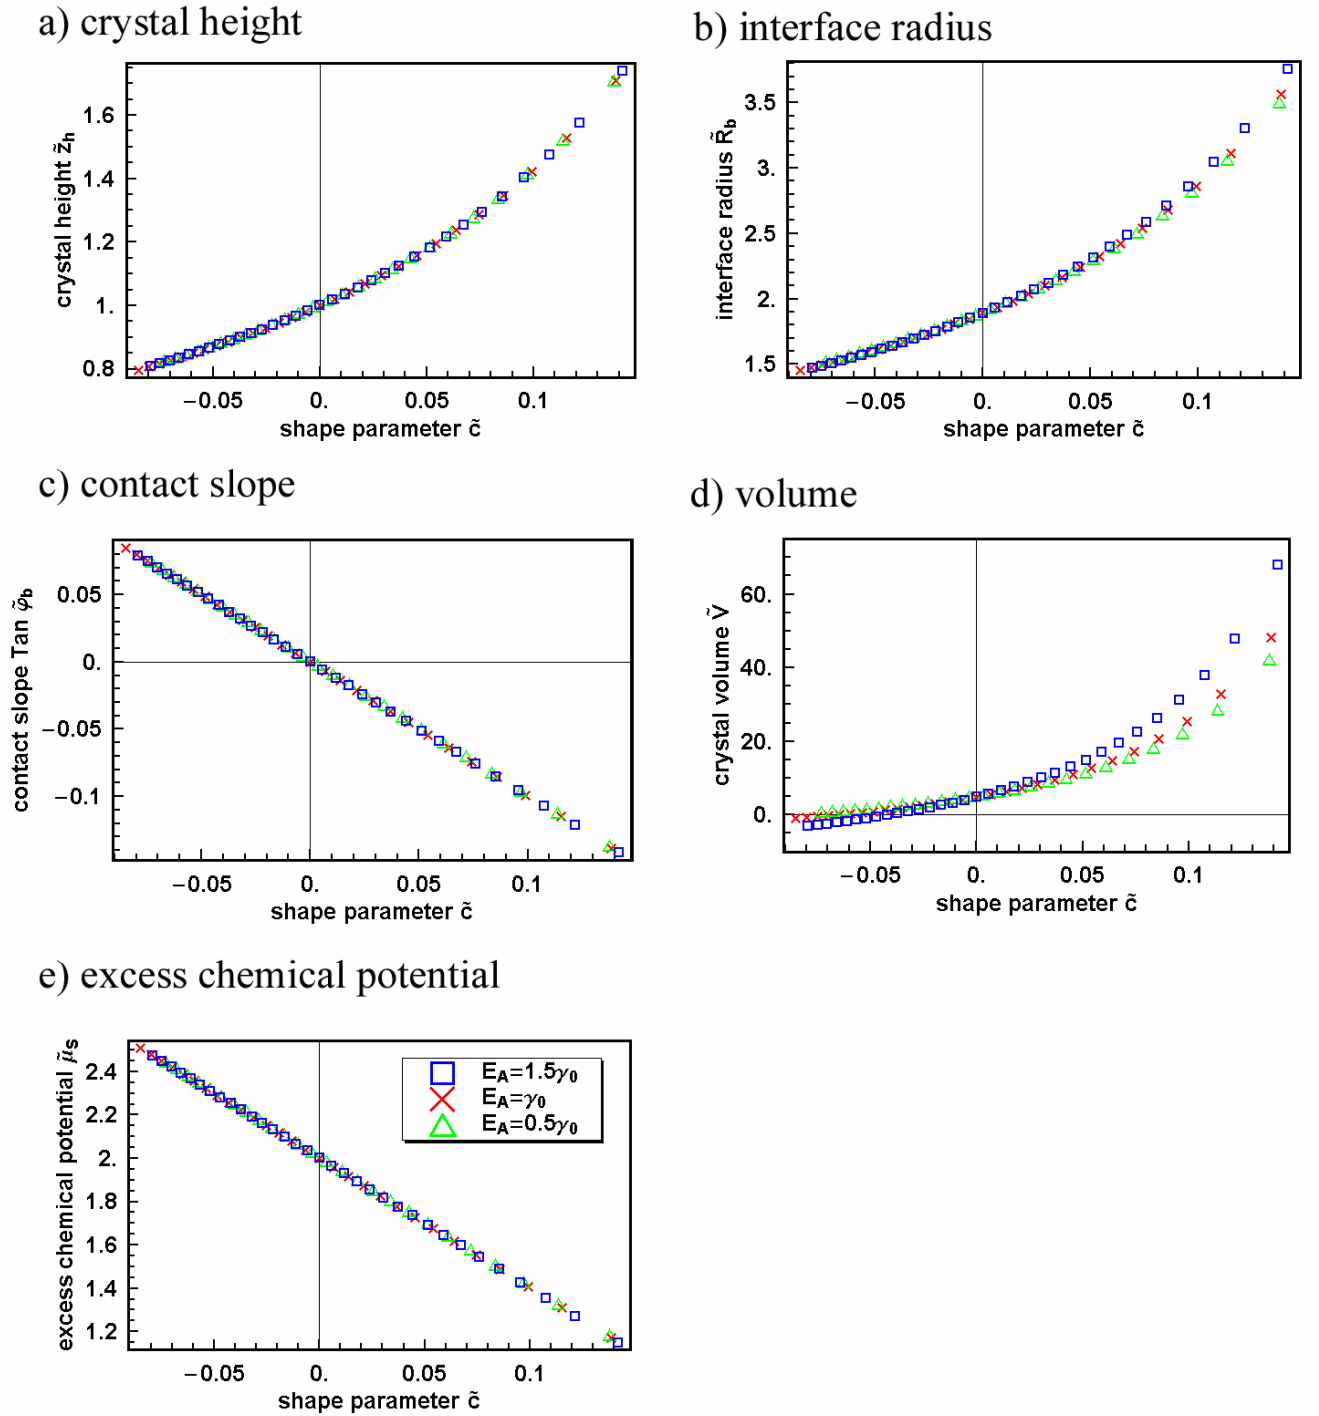 a) crystal height
1.6
1.4
1.2
1.
0.8
crystal height z̃h
−0.05 0. 0.05 0.1
shape parameter c̃
b) interface radius
3.5
3.
2.5
2.
1.5
interface radius R̃b
−0.05 0. 0.05 0.1
shape parameter c̃
c) contact slope
0.05
0.
−0.05
−0.1
contact slope Tan φ̃b
−0.05 0. 0.05 0.1
shape parameter c̃
d) volume
60.
40.
20.
0.
crystal volume Ṽ
−0.05 0. 0.05 0.1
shape parameter c̃
e) excess chemical potential
2.4
2.2
2.
1.8
1.6
1.4
1.2
excess chemical potential μ̃s
EA=1.5γ0
EA=γ0
EA=0.5γ0
−0.05 0. 0.05 0.1
shape parameter c̃